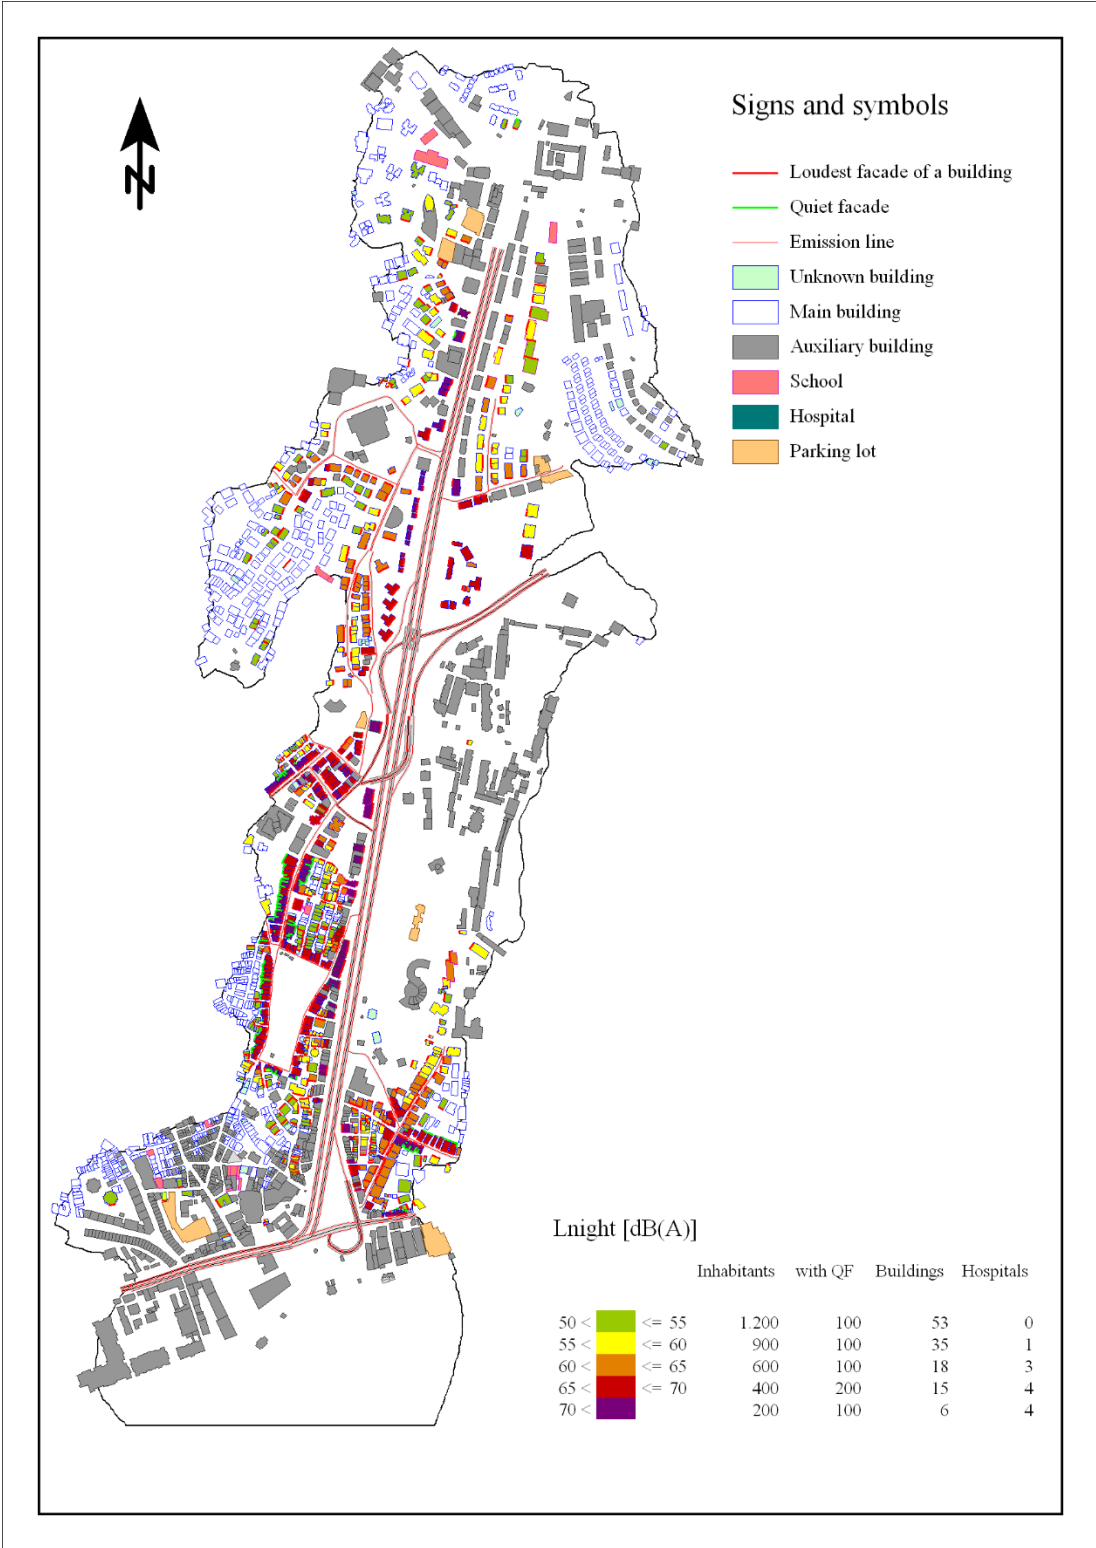 N
Signs and symbols
Loudest facade of a building
Quiet facade
Emission line
Unknown building
Main building
Auxiliary building
School
Hospital
Parking lot
Lnight [dB(A)]
Inhabitants with QF Buildings Hospitals
50 < <= 55 1.200 100 53 0
55 < <= 60 900 100 35 1
60 < <= 65 600 100 18 3
65 < <= 70 400 200 15 4
70 < 200 100 6 4